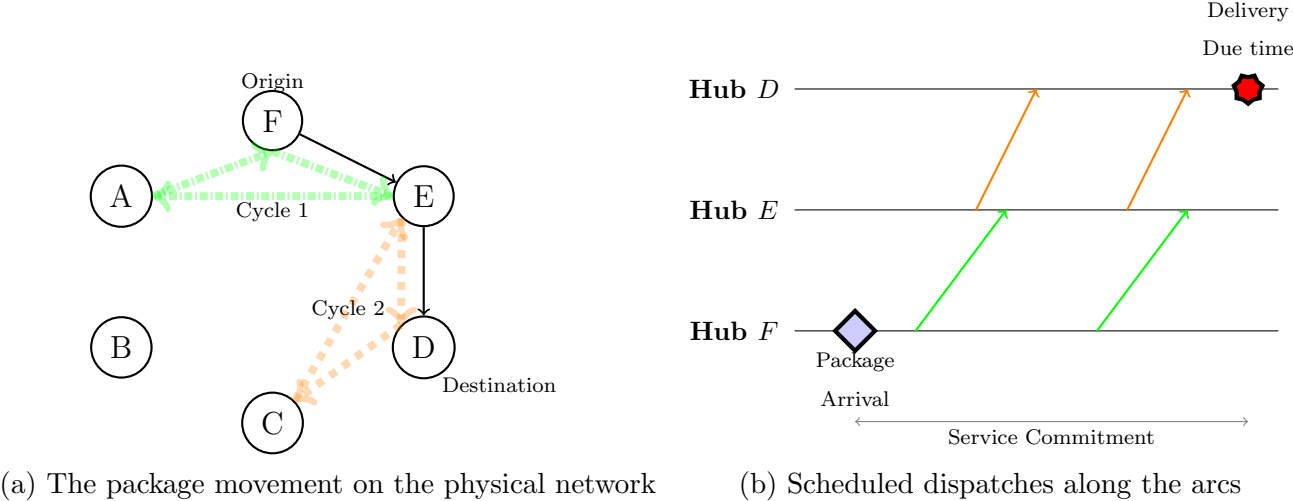 Origin
F
A
E
Cycle 1
Cycle 2
B
D
Destination
C
(a) The package movement on the physical network
Delivery
Due time
Hub D
Hub E
Hub F
Package
Arrival
Service Commitment
(b) Scheduled dispatches along the arcs